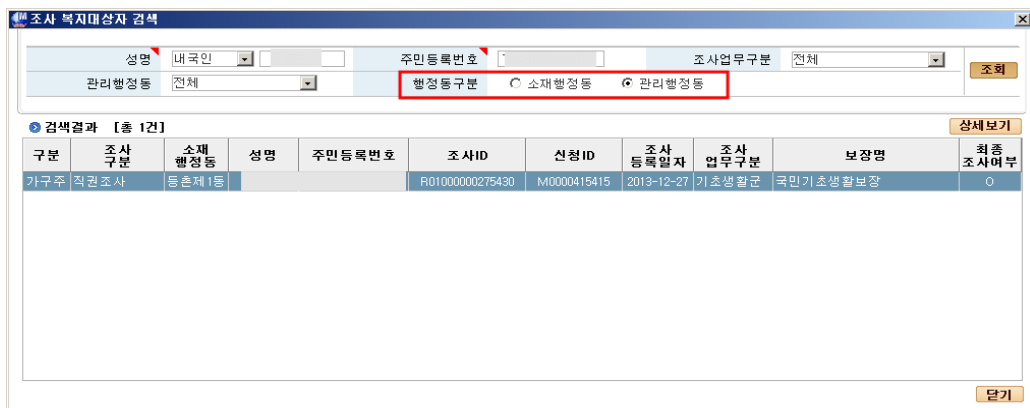 조사 복지대상자 검색
성명 내국인 주민등록번호 조사업무구분 전체 조회
관리행정동 전체 행정동구분 소재행정동 관리행정동
검색결과 [총 1건] 상세보기
구분 조사구분 소재행정동 성명 주민등록번호 조사ID 신청ID 조사등록일자 조사업무구분 보장명 최종조사여부
가구주 직권조사 등촌제1동 R01000000275430 M0000415415 2013-12-27 기초생활군 국민기초생활보장 O
닫기